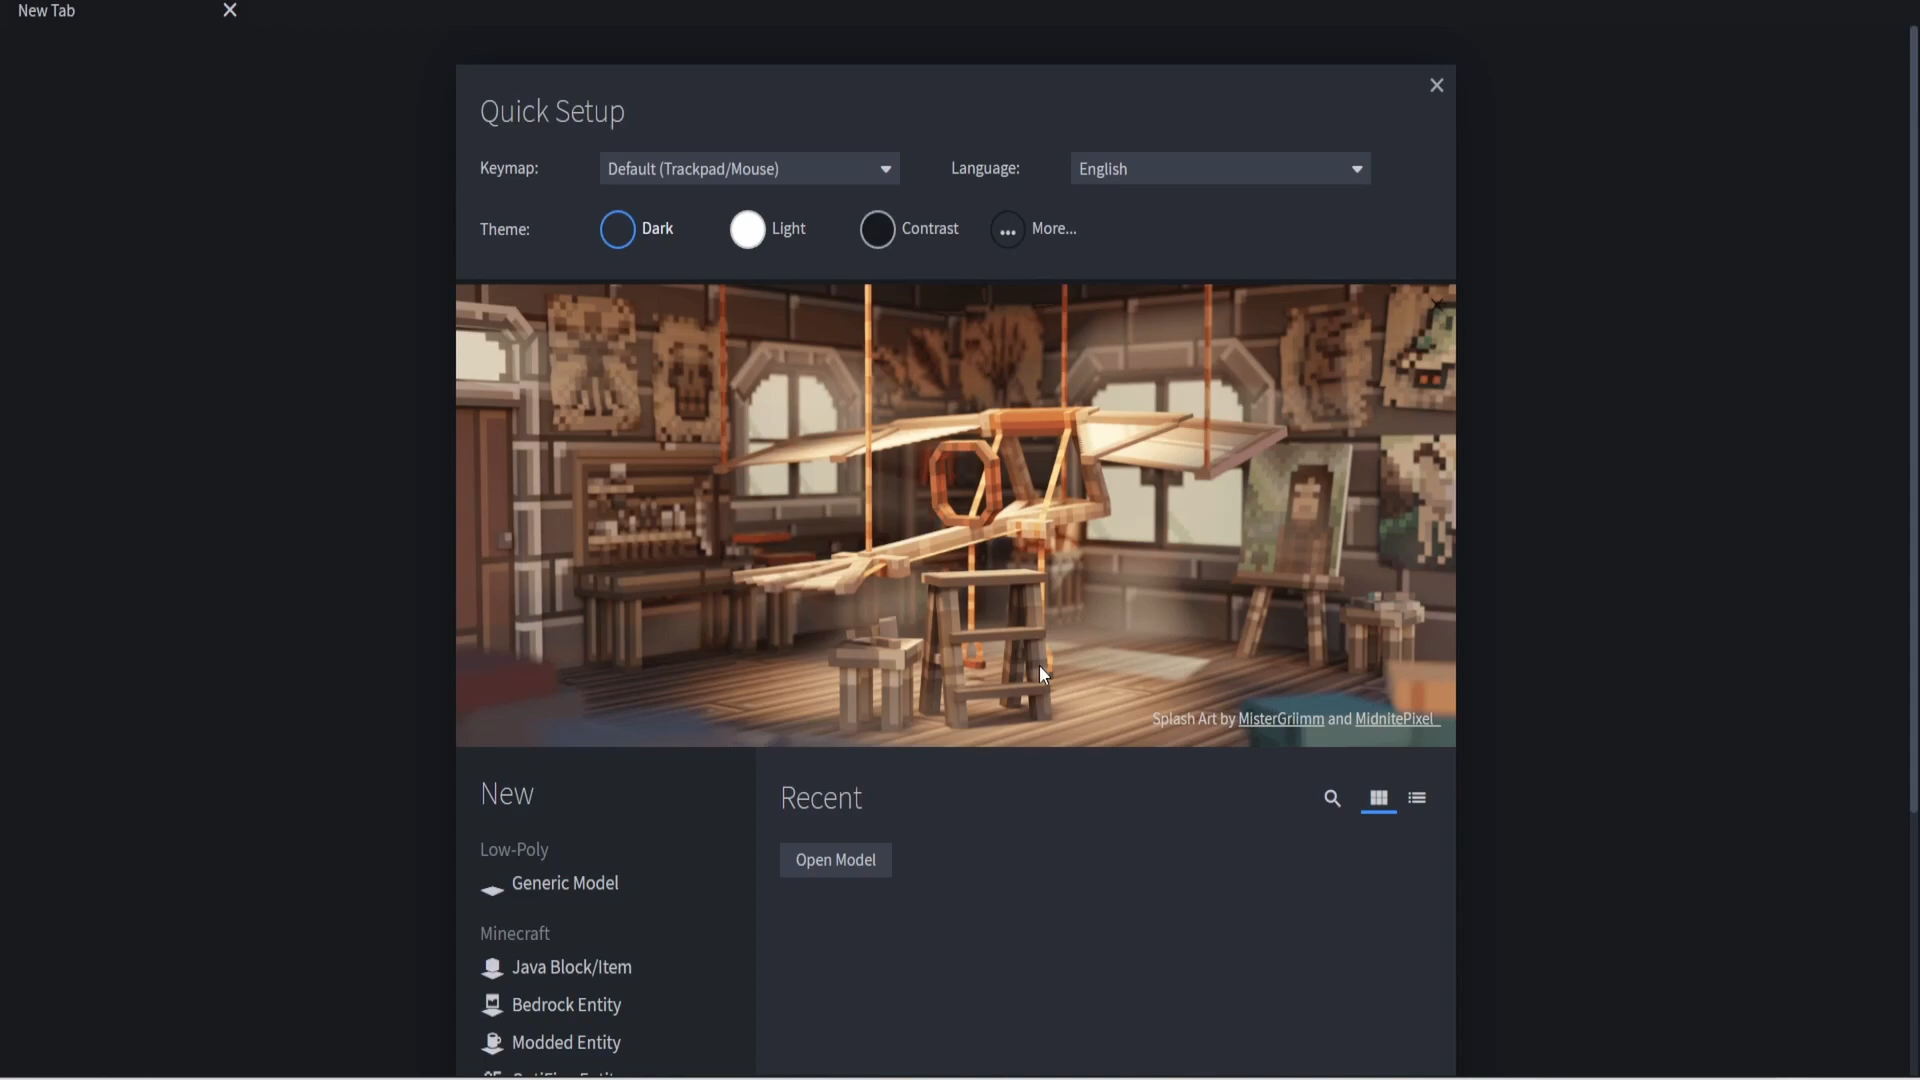 New Tab
Quick Setup
Keymap: Default (Trackpad/Mouse) Language: English
Theme: Dark Light Contrast More...
Splash Art by MisterGriimm and MidnitePixel_
New
Recent
Low-Poly
Open Model
Generic Model
Minecraft
Java Block/Item
Bedrock Entity
Modded Entity